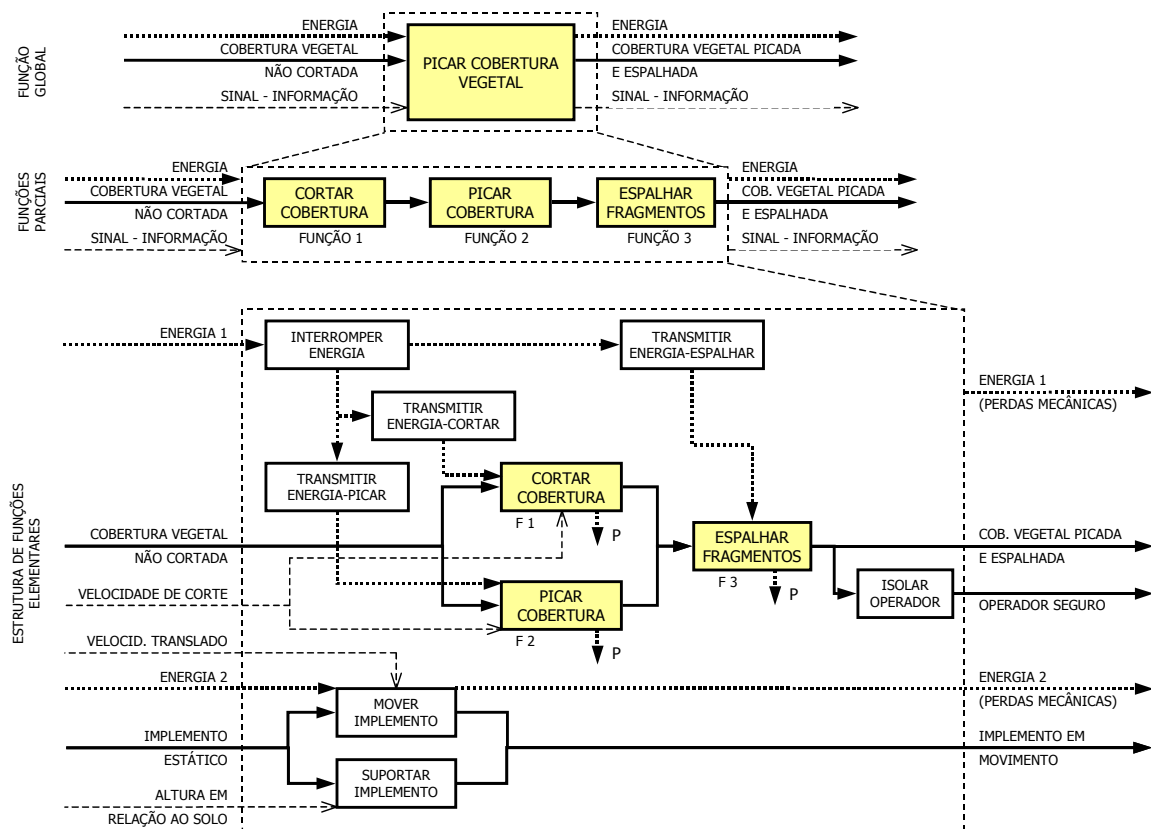 FUNÇÃO
GLOBAL
ENERGIA
COBERTURA VEGETAL
NÃO CORTADA
SINAL - INFORMAÇÃO
PICAR COBERTURA
VEGETAL
ENERGIA
COBERTURA VEGETAL PICADA
E ESPALHADA
SINAL - INFORMAÇÃO
FUNÇÕES
PARCIAIS
ENERGIA
COBERTURA VEGETAL
NÃO CORTADA
SINAL - INFORMAÇÃO
CORTAR
COBERTURA
FUNÇÃO 1
PICAR
COBERTURA
FUNÇÃO 2
ESPALHAR
FRAGMENTOS
FUNÇÃO 3
ENERGIA
COB. VEGETAL PICADA
E ESPALHADA
SINAL - INFORMAÇÃO
ESTRUTURA DE FUNÇÕES
ELEMENTARES
ENERGIA 1
INTERROMPER
ENERGIA
TRANSMITIR
ENERGIA-ESPALHAR
ENERGIA 1
(PERDAS MECÂNICAS)
TRANSMITIR
ENERGIA-CORTAR
TRANSMITIR
ENERGIA-PICAR
CORTAR
COBERTURA
F 1
P
COBERTURA VEGETAL
NÃO CORTADA
ESPALHAR
FRAGMENTOS
F 3
P
COB. VEGETAL PICADA
E ESPALHADA
ISOLAR
OPERADOR
OPERADOR SEGURO
VELOCIDADE DE CORTE
PICAR
COBERTURA
F 2
P
VELOCID. TRANSLADO
ENERGIA 2
MOVER
IMPLEMENTO
ENERGIA 2
(PERDAS MECÂNICAS)
IMPLEMENTO
ESTÁTICO
IMPLEMENTO EM
MOVIMENTO
SUPORTAR
IMPLEMENTO
ALTURA EM
RELAÇÃO AO SOLO